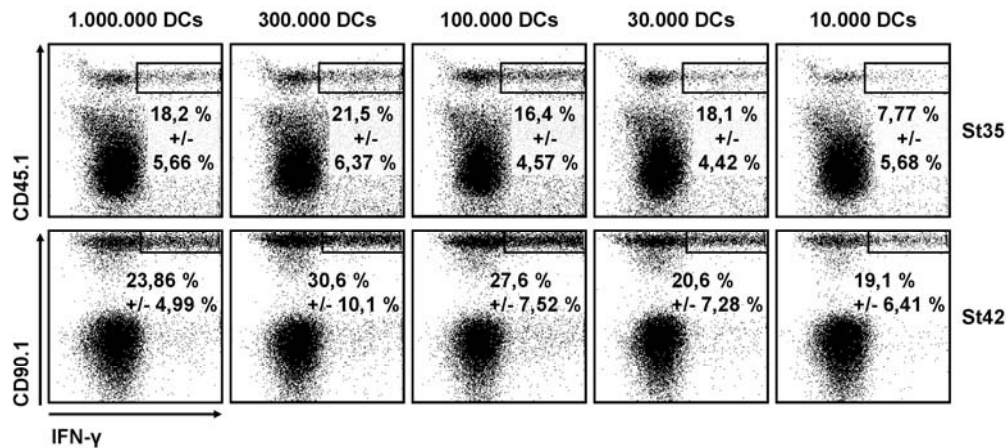 1.000.000 DCs 300.000 DCs 100.000 DCs 30.000 DCs 10.000 DCs
CD45.1
18,2 % 21,5 % 16,4 % 18,1 % 7,77 %
+/- +/- +/- +/- +/-
5,66 % 6,37 % 4,57 % 4,42 % 5,68 %
St35
CD90.1
23,86 % 30,6 % 27,6 % 20,6 % 19,1 %
+/- 4,99 % +/- 10,1 % +/- 7,52 % +/- 7,28 % +/- 6,41 %
St42
IFN-γ